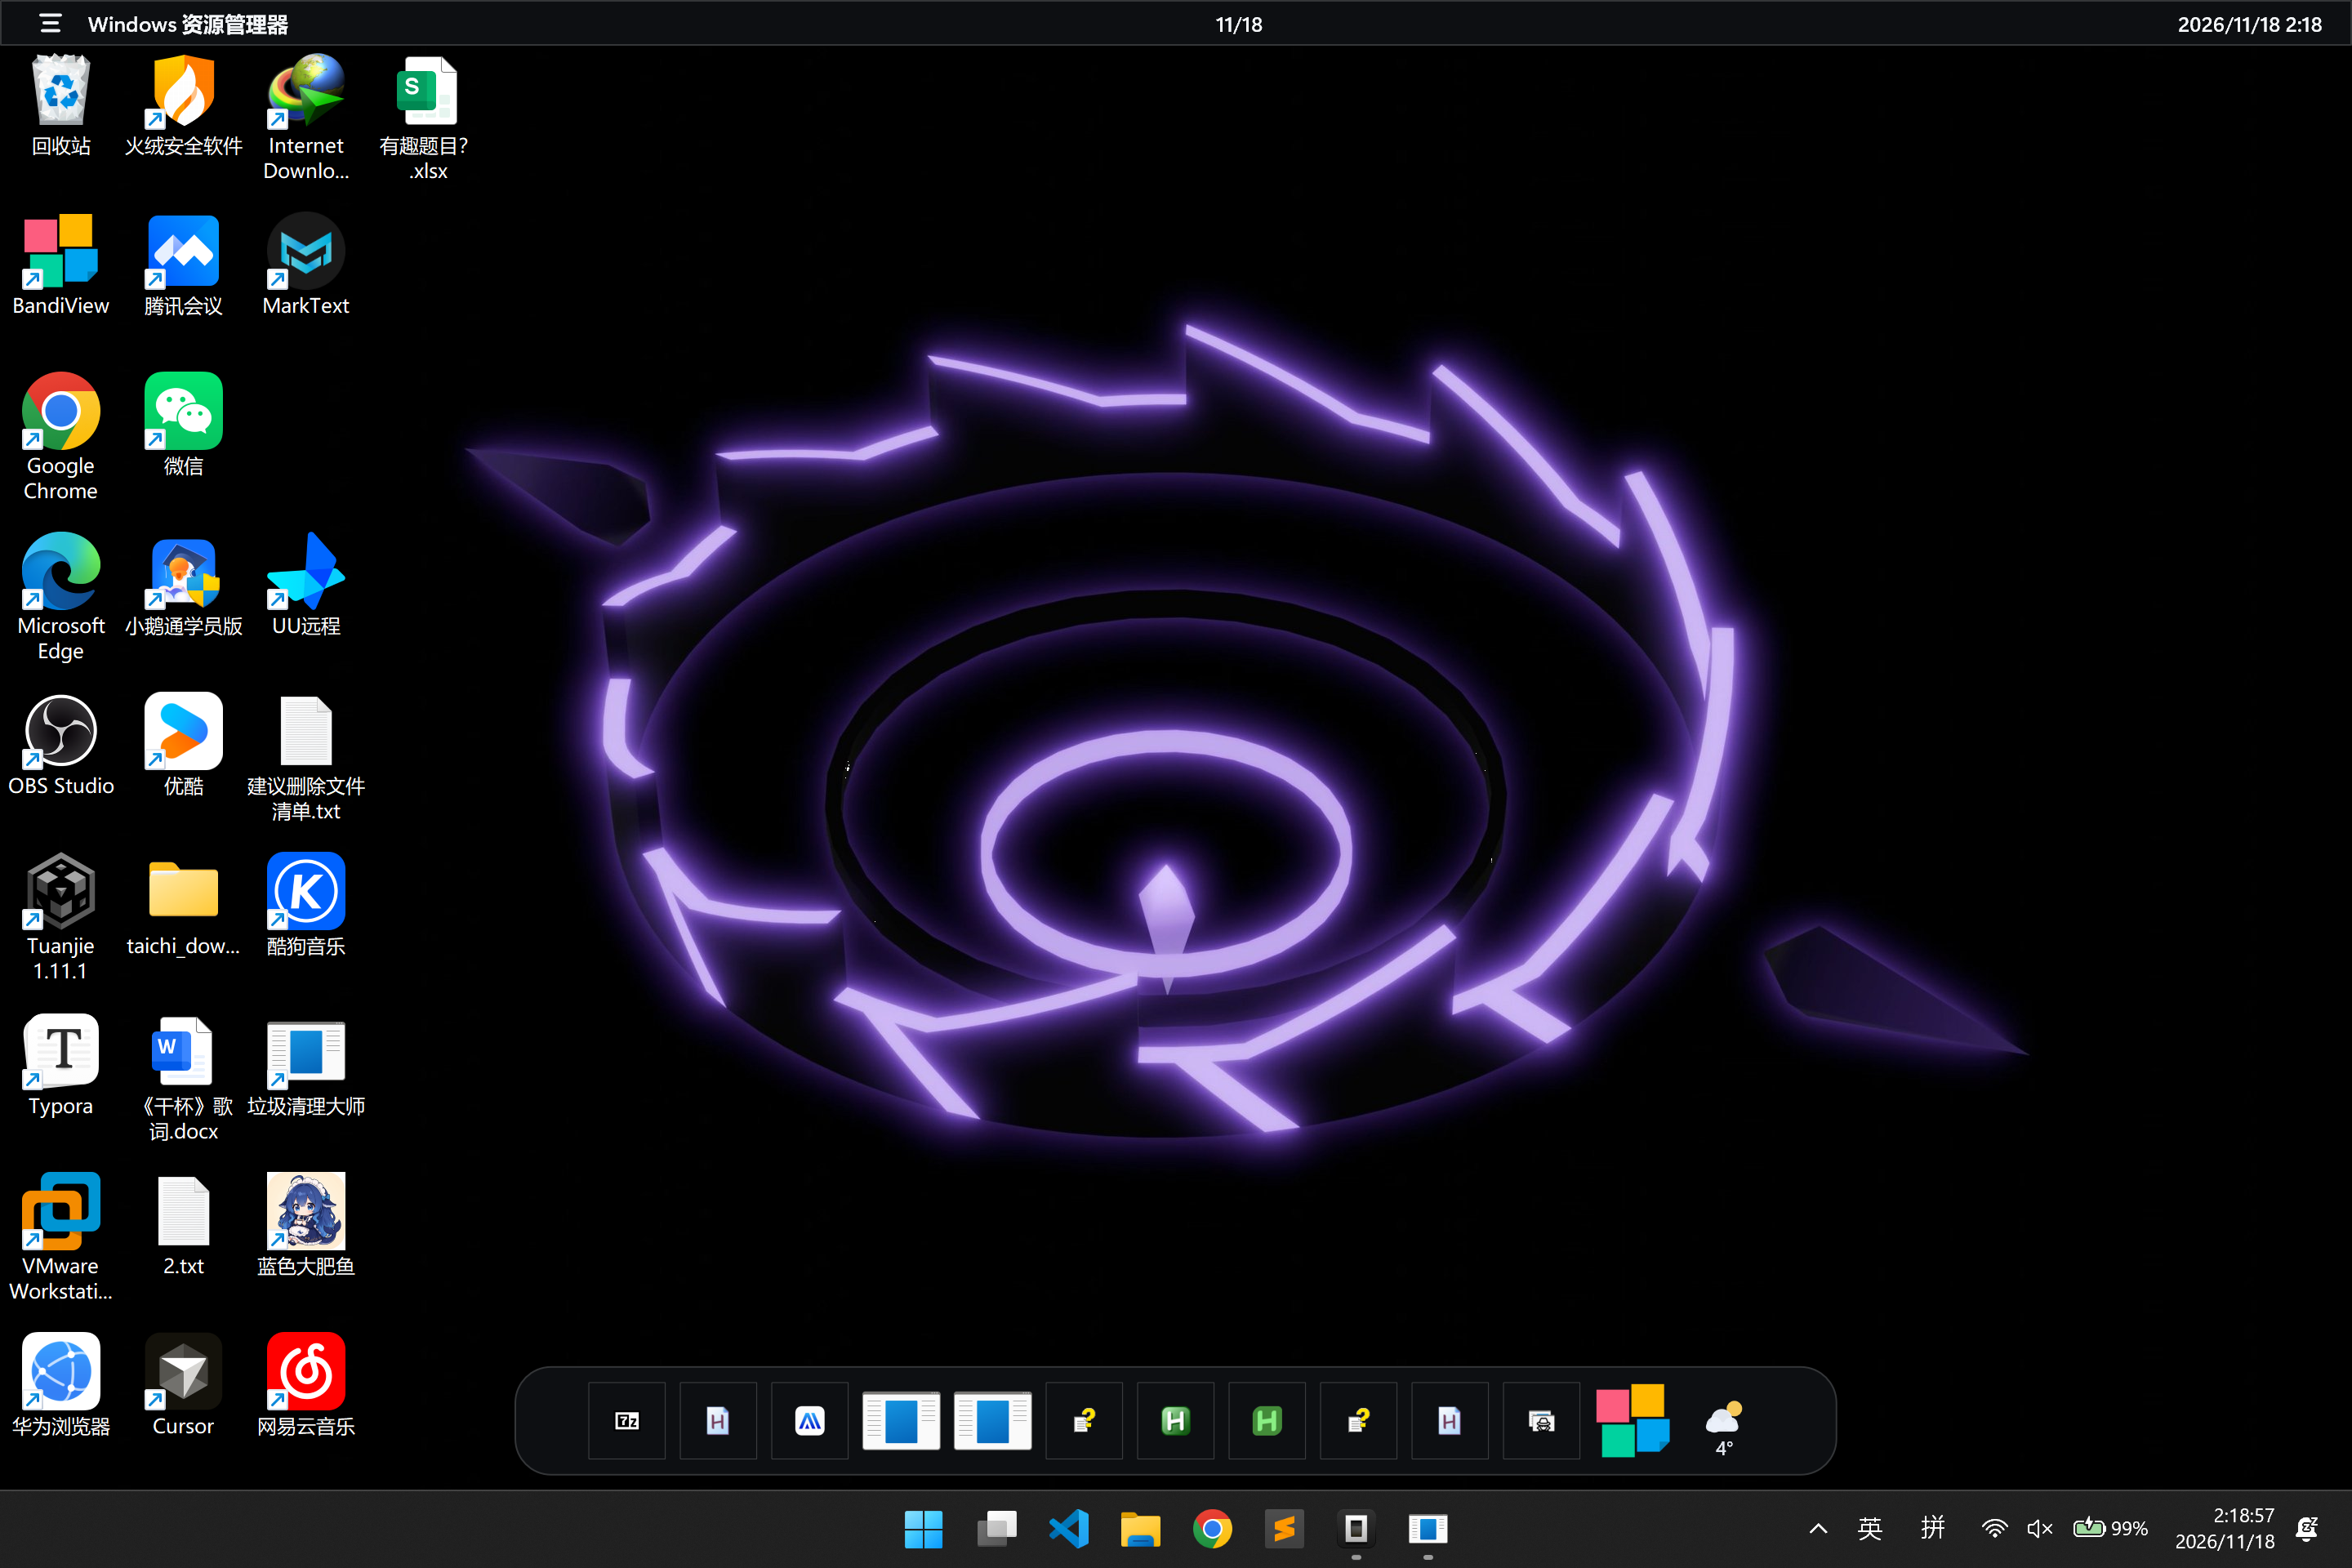 Windows 资源管理器
11/18
2026/11/18 2:18
回收站
火绒安全软件
Internet
Downlo...
有趣题目?
.xlsx
BandiView
腾讯会议
MarkText
Google
Chrome
微信
Microsoft
Edge
小鹅通学员版
UU远程
OBS Studio
优酷
建议删除文件
清单.txt
Tuanjie
1.11.1
taichi_dow...
酷狗音乐
Typora
《干杯》歌
词.docx
垃圾清理大师
VMware
Workstati...
2.txt
蓝色大肥鱼
华为浏览器
Cursor
网易云音乐
7z
H
H
H
H
4°
英
拼
99%
2:18:57
2026/11/18